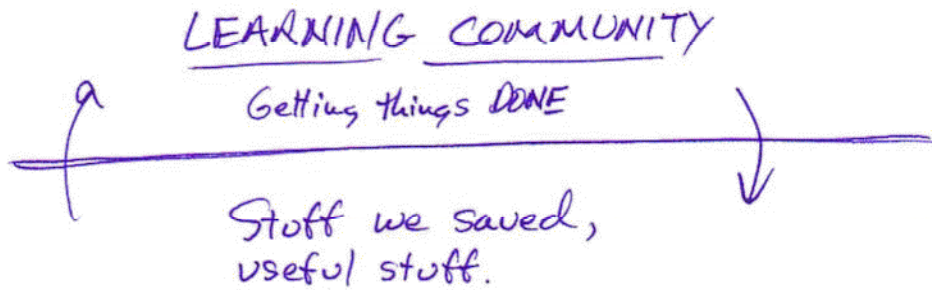 LEARNING COMMUNITY
Getting things DONE
Stuff we saved,
useful stuff.